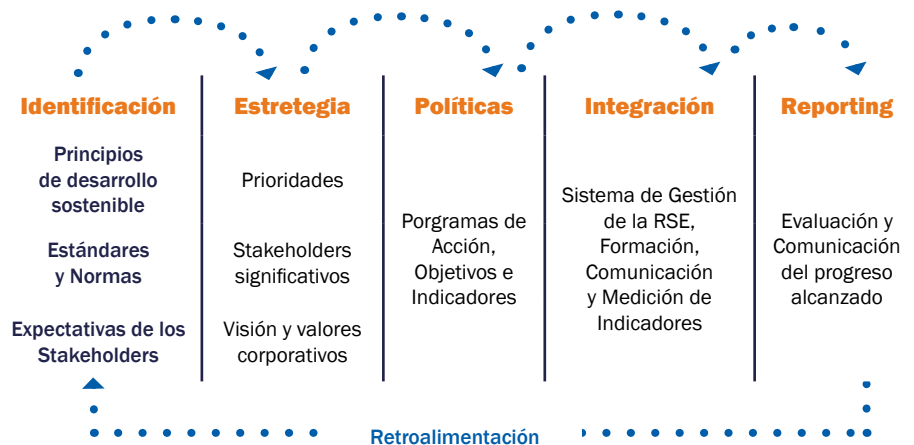 Identificación
Principios
de desarrollo
sostenible
Estándares
y Normas
Expectativas de los
Stakeholders
Estretegia
Prioridades
Stakeholders
significativos
Visión y valores
corporativos
Políticas
Porgramas de
Acción,
Objetivos e
Indicadores
Integración
Sistema de Gestión
de la RSE,
Formación,
Comunicación
y Medición de
Indicadores
Reporting
Evaluación y
Comunicación
del progreso
alcanzado
Retroalimentación